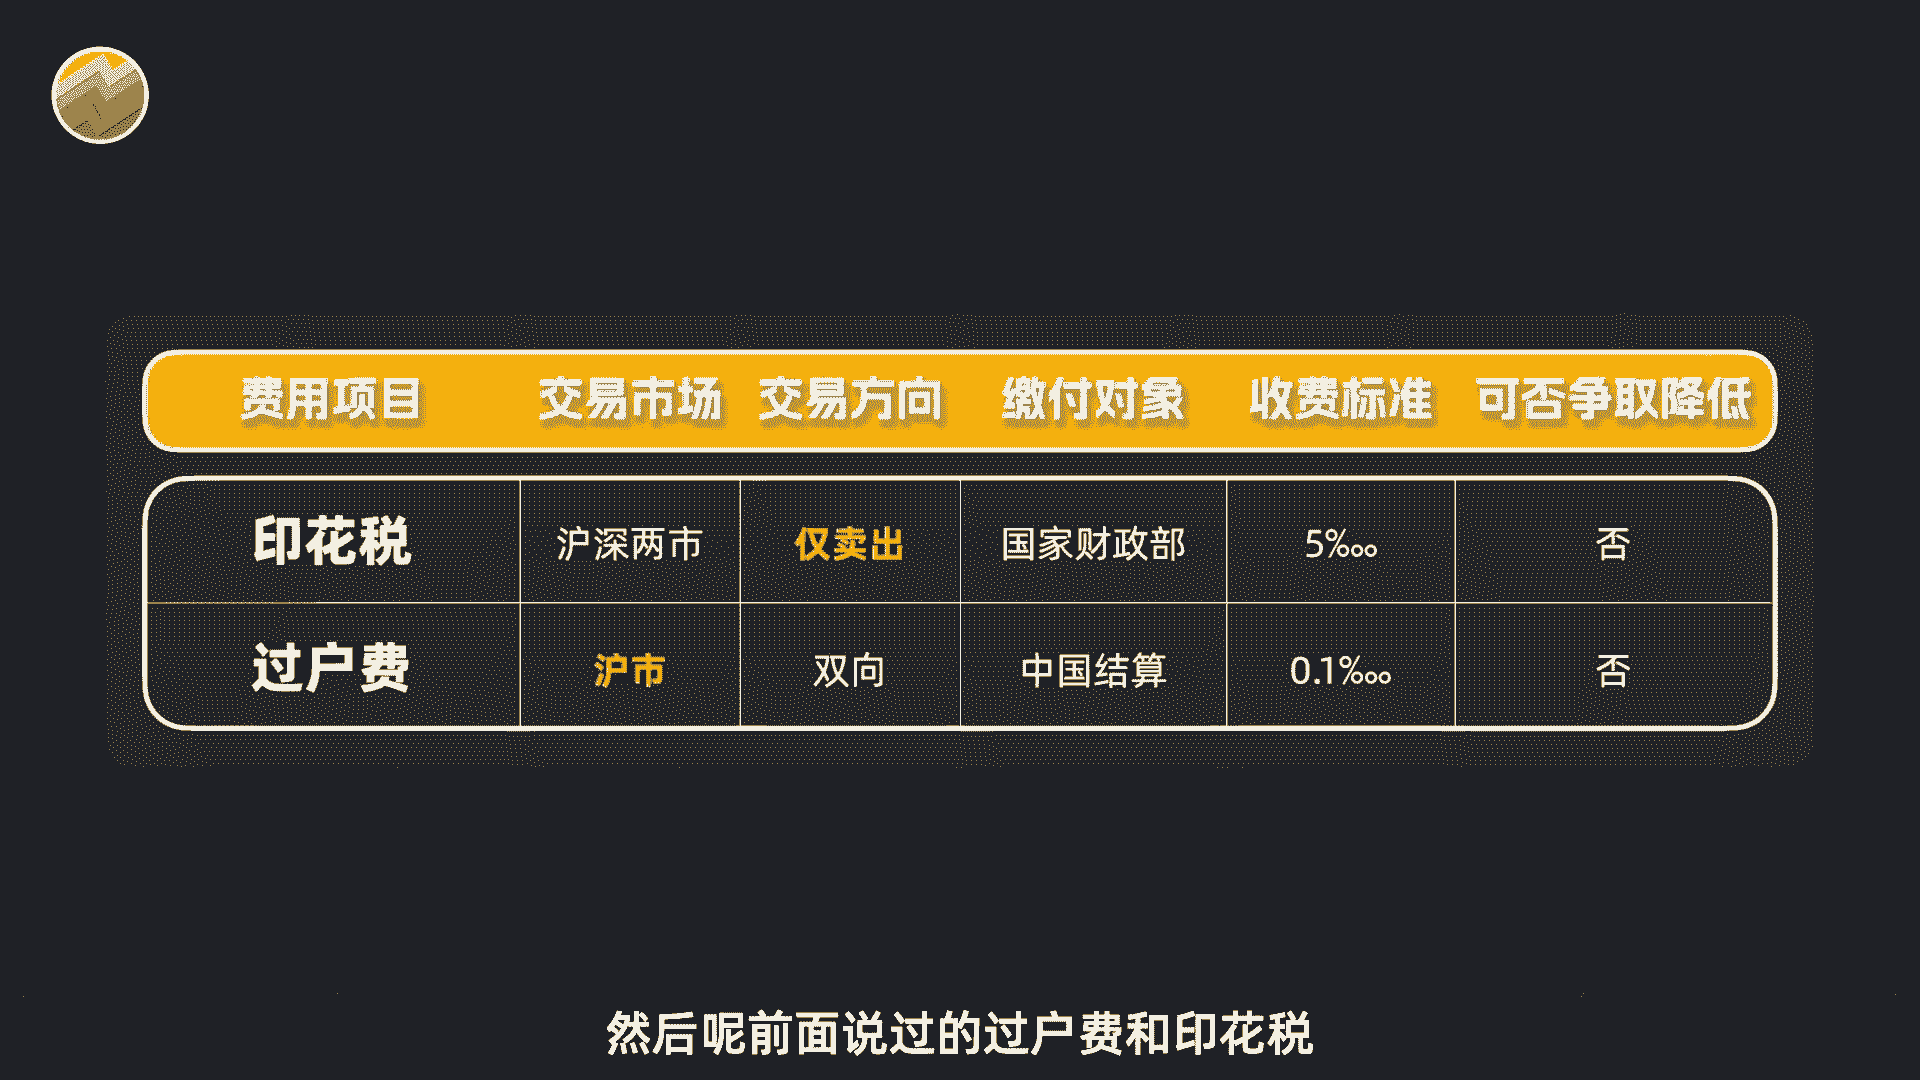 费用项目 交易市场 交易方向 缴付对象 收费标准 可否争取降低
印花税 沪深两市 仅卖出 国家财政部 5‱ 否
过户费 沪市 双向 中国结算 0.1‱ 否
然后呢前面说过的过户费和印花税